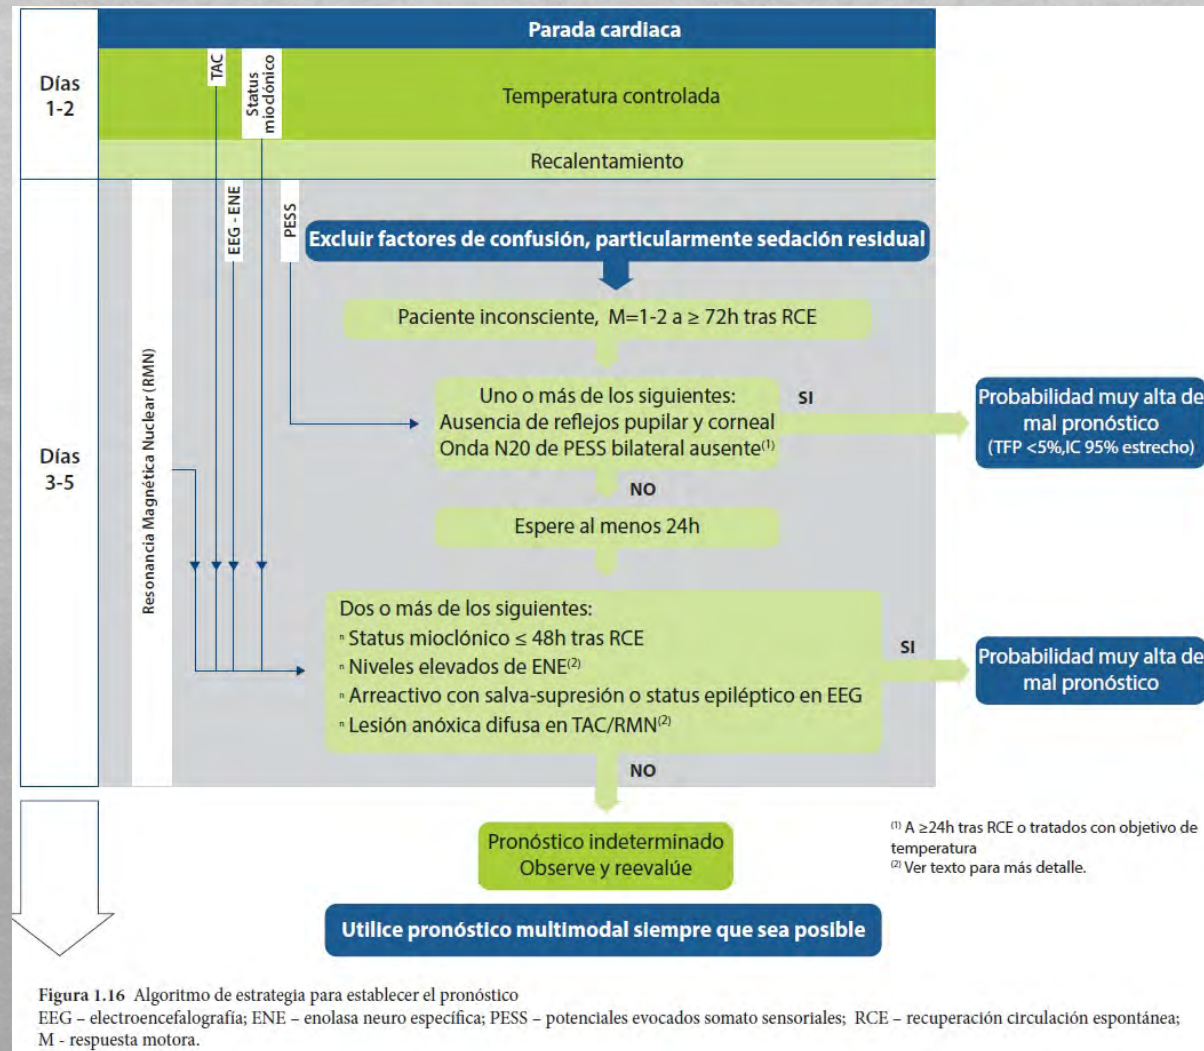 Parada cardiaca
Días
1-2
TAC
Status
mioclónico
Temperatura controlada
Recalentamiento
Días
3-5
Resonancia Magnética Nuclear (RMN)
EEG - ENE
PESS
Excluir factores de confusión, particularmente sedación residual
Paciente inconsciente, M=1-2 a ≥ 72h tras RCE
Uno o más de los siguientes:
Ausencia de reflejos pupilar y corneal
Onda N20 de PESS bilateral ausente(1)
SI
Probabilidad muy alta de
mal pronóstico
(TFP <5%,IC 95% estrecho)
NO
Espere al menos 24h
Dos o más de los siguientes:
▫ Status mioclónico ≤ 48h tras RCE
▫ Niveles elevados de ENE(2)
▫ Arreactivo con salva-supresión o status epiléptico en EEG
▫ Lesión anóxica difusa en TAC/RMN(2)
SI
Probabilidad muy alta de
mal pronóstico
NO
Pronóstico indeterminado
Observe y reevalúe
(1) A ≥24h tras RCE o tratados con objetivo de
temperatura
(2) Ver texto para más detalle.
Utilice pronóstico multimodal siempre que sea posible
Figura 1.16 Algoritmo de estrategia para establecer el pronóstico
EEG – electroencefalografía; ENE – enolasa neuro específica; PESS – potenciales evocados somato sensoriales; RCE – recuperación circulación espontánea;
M - respuesta motora.